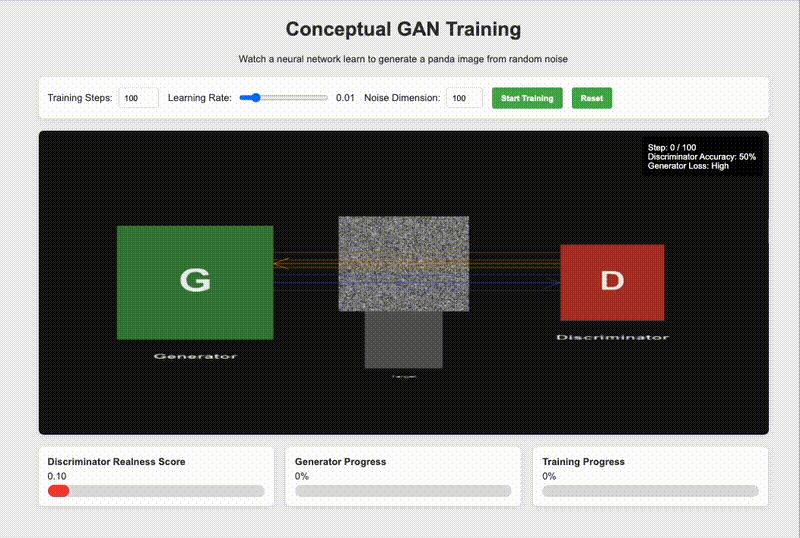 Conceptual GAN Training
Watch a neural network learn to generate a panda image from random noise
Training Steps: 100 Learning Rate: 0.01 Noise Dimension: 100 Start Training Reset
Step: 0 / 100
Discriminator Accuracy: 50%
Generator Loss: High
G
D
Generator
Discriminator
Target
Discriminator Realness Score
0.10
Generator Progress
0%
Training Progress
0%